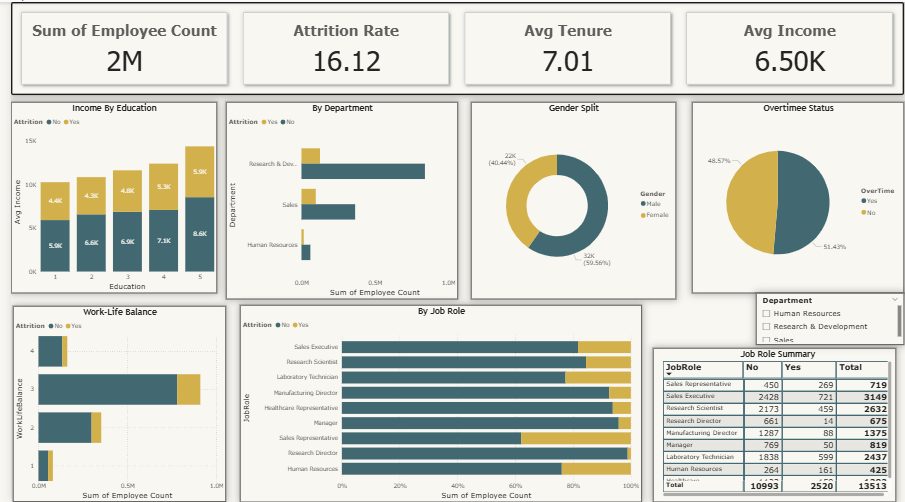 Sum of Employee Count
2M
Attrition Rate
16.12
Avg Tenure
7.01
Avg Income
6.50K
Income By Education
Attrition No Yes
15K
10K
5K
0K
Avg Income
4.4K
4.3K
4.8K
5.3K
5.9K
5.9K
6.6K
6.9K
7.1K
8.6K
1 2 3 4 5
Education
By Department
Attrition Yes No
Department
Research & Dev...
Sales
Human Resources
0.0M 0.5M 1.0M
Sum of Employee Count
Gender Split
22K
(40.44%)
32K
(59.56%)
Gender
Male
Female
Overtimee Status
48.57%
51.43%
OverTime
Yes
No
Work-Life Balance
Attrition No Yes
WorkLifeBalance
4
3
2
1
0.0M 0.5M 1.0M
Sum of Employee Count
By Job Role
Attrition No Yes
JobRole
Sales Executive
Research Scientist
Laboratory Technician
Manufacturing Director
Healthcare Representative
Manager
Sales Representative
Research Director
Human Resources
0% 20% 40% 60% 80% 100%
Sum of Employee Count
Department
Human Resources
Research & Development
Sales
Job Role Summary
JobRole No Yes Total
Sales Representative 450 269 719
Sales Executive 2428 721 3149
Research Scientist 2173 459 2632
Research Director 661 14 675
Manufacturing Director 1287 88 1375
Manager 769 50 819
Laboratory Technician 1838 599 2437
Human Resources 264 161 425
Total 10993 2520 13513